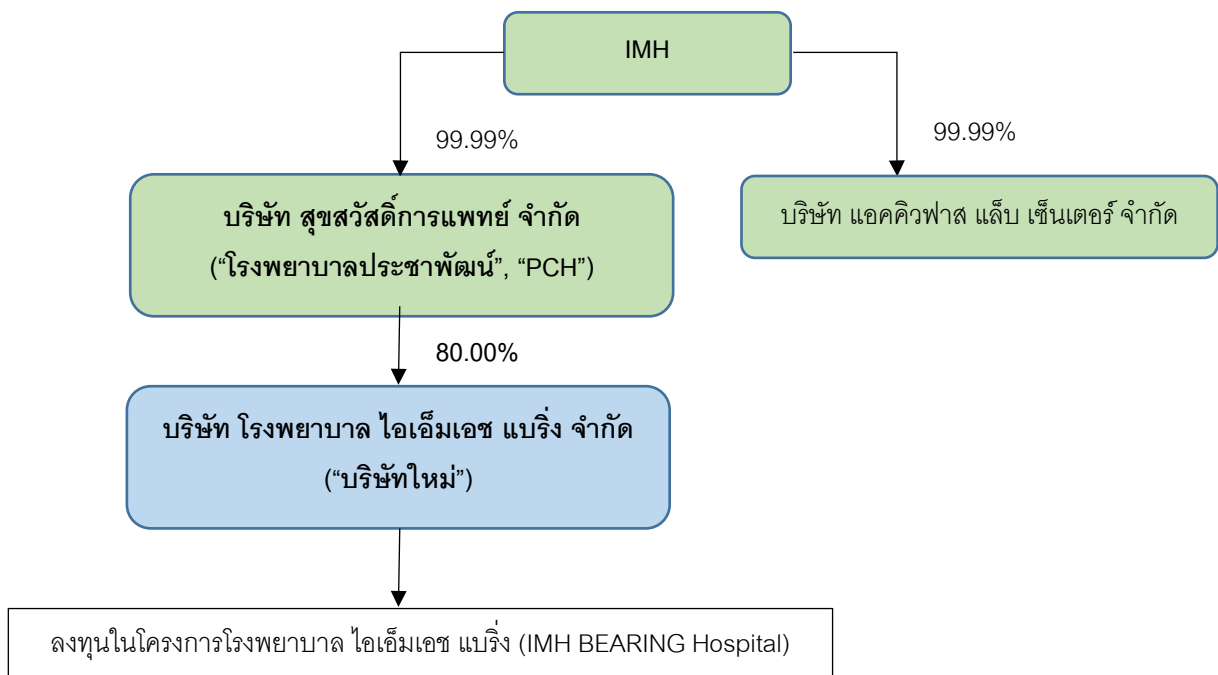 IMH
99.99%
99.99%
บริษัท สุขสวัสดิ์การแพทย์ จำกัด
(“โรงพยาบาลประชาพัฒน์”, “PCH”)
บริษัท แอคคิวฟาส แล็บ เซ็นเตอร์ จำกัด
80.00%
บริษัท โรงพยาบาล ไอเอ็มเอช แบริ่ง จำกัด
(“บริษัทใหม่”)
ลงทุนในโครงการโรงพยาบาล ไอเอ็มเอช แบริ่ง (IMH BEARING Hospital)